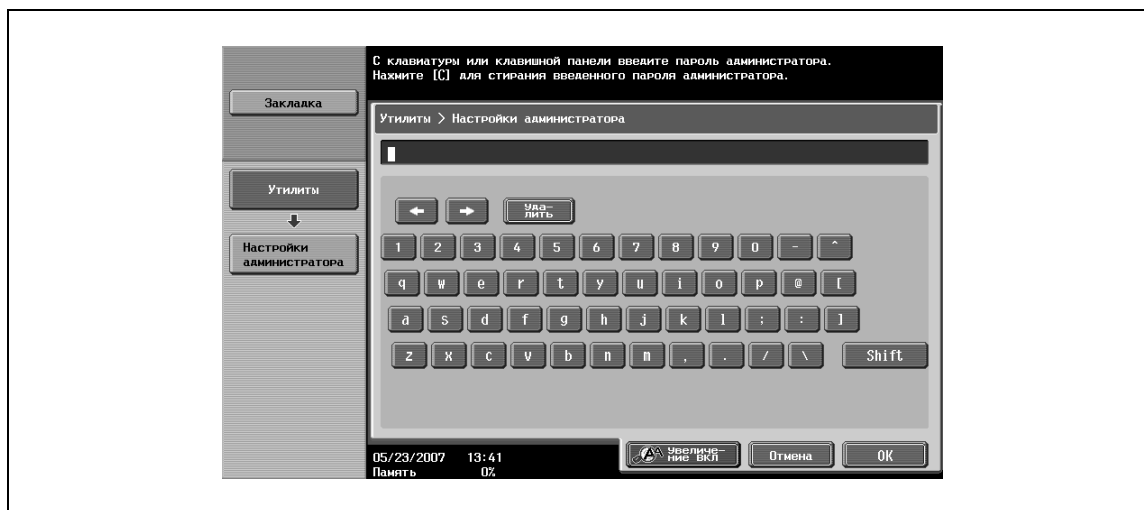 С клавиатуры или клавишной панели введите пароль администратора.
Нажмите [C] для стирания введенного пароля администратора.
Закладка
Утилиты > Настройки администратора
Утилиты
Настройки
администратора
← → Уда-
лить
1 2 3 4 5 6 7 8 9 0 - ^
q w e r t y u i o p @ [
a s d f g h j k l ; : ]
z x c v b n m , . / \ Shift
05/23/2007 13:41
Память 0%
Увеличе-
ние ВКЛ
Отмена
OK